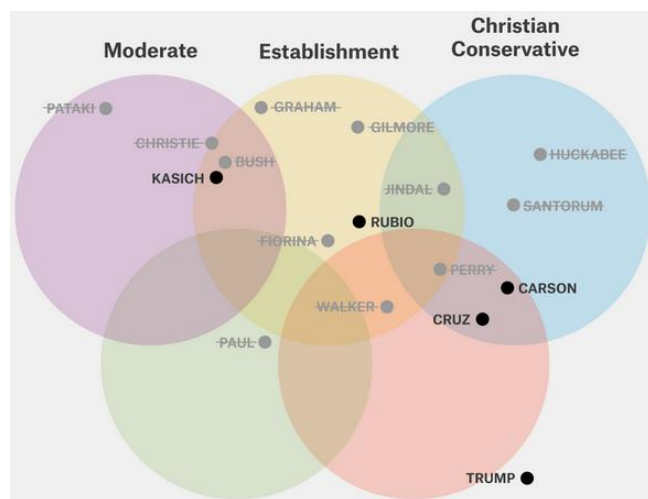 Moderate
Establishment
Christian
Conservative
PATAKI
GRAHAM
GILMORE
CHRISTIE
BUSH
HUCKABEE
KASICH
JINDAL
SANTORUM
RUBIO
FIORINA
PERRY
CARSON
WALKER
CRUZ
PAUL
TRUMP